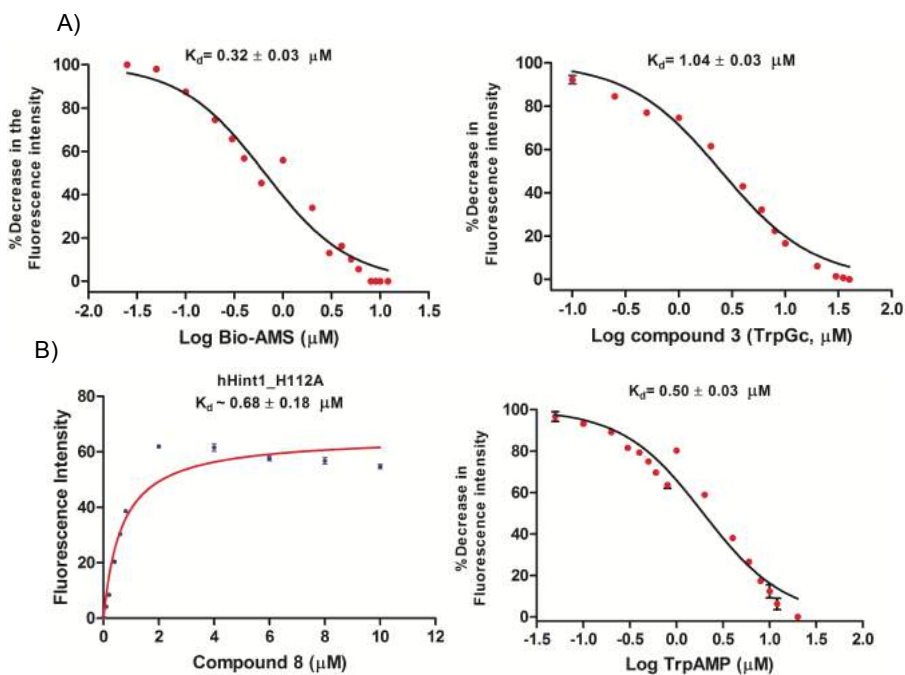 A)
K_d= 0.32 ± 0.03 μM
% Decrease in the
Fluorescence intensity
100
80
60
40
20
0
-2.0 -1.5 -1.0 -0.5 0.0 0.5 1.0 1.5
Log Bio-AMS (μM)
K_d= 1.04 ± 0.03 μM
% Decrease in
Fluorescence intensity
100
80
60
40
20
0
-1.0 -0.5 0.0 0.5 1.0 1.5 2.0
Log compound 3 (TrpGc, μM)
B)
hHint1_H112A
K_d ~ 0.68 ± 0.18 μM
Fluorescence Intensity
80
60
40
20
0
0 2 4 6 8 10 12
Compound 8 (μM)
K_d= 0.50 ± 0.03 μM
% Decrease in
Fluorescence intensity
100
80
60
40
20
0
-1.5 -1.0 -0.5 0.0 0.5 1.0 1.5 2.0
Log TrpAMP (μM)